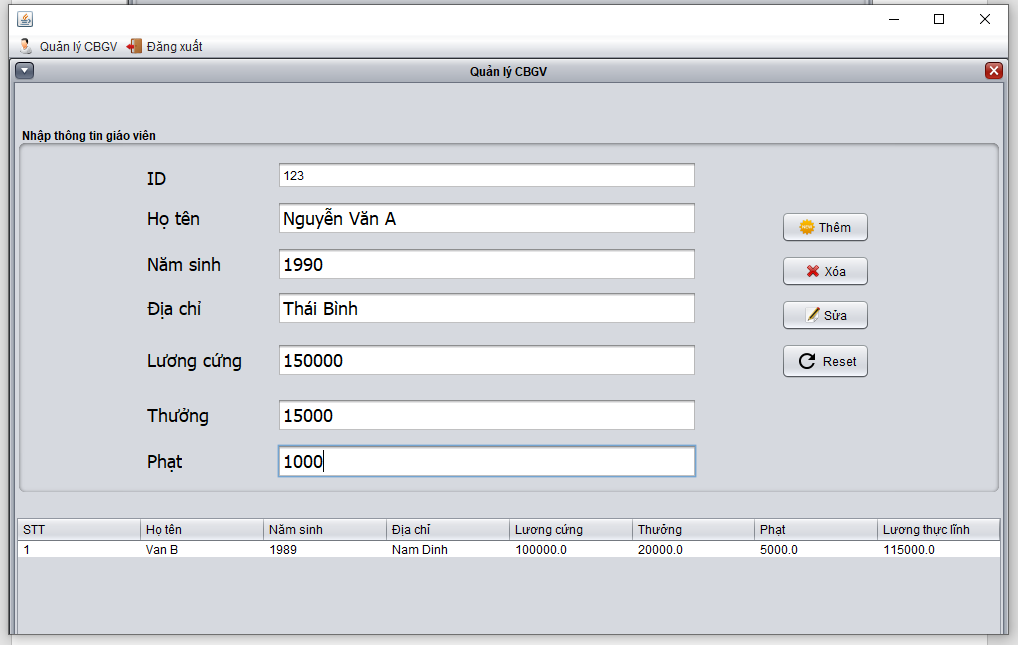 Quản lý CBGV Đăng xuất
Quản lý CBGV
Nhập thông tin giáo viên
ID 123
Họ tên Nguyễn Văn A
Thêm
Năm sinh 1990
Xóa
Địa chỉ Thái Bình
Sửa
Lương cứng 150000
Reset
Thưởng 15000
Phạt 1000
STT Họ tên Năm sinh Địa chỉ Lương cứng Thưởng Phạt Lương thực lĩnh
1 Van B 1989 Nam Dinh 100000.0 20000.0 5000.0 115000.0